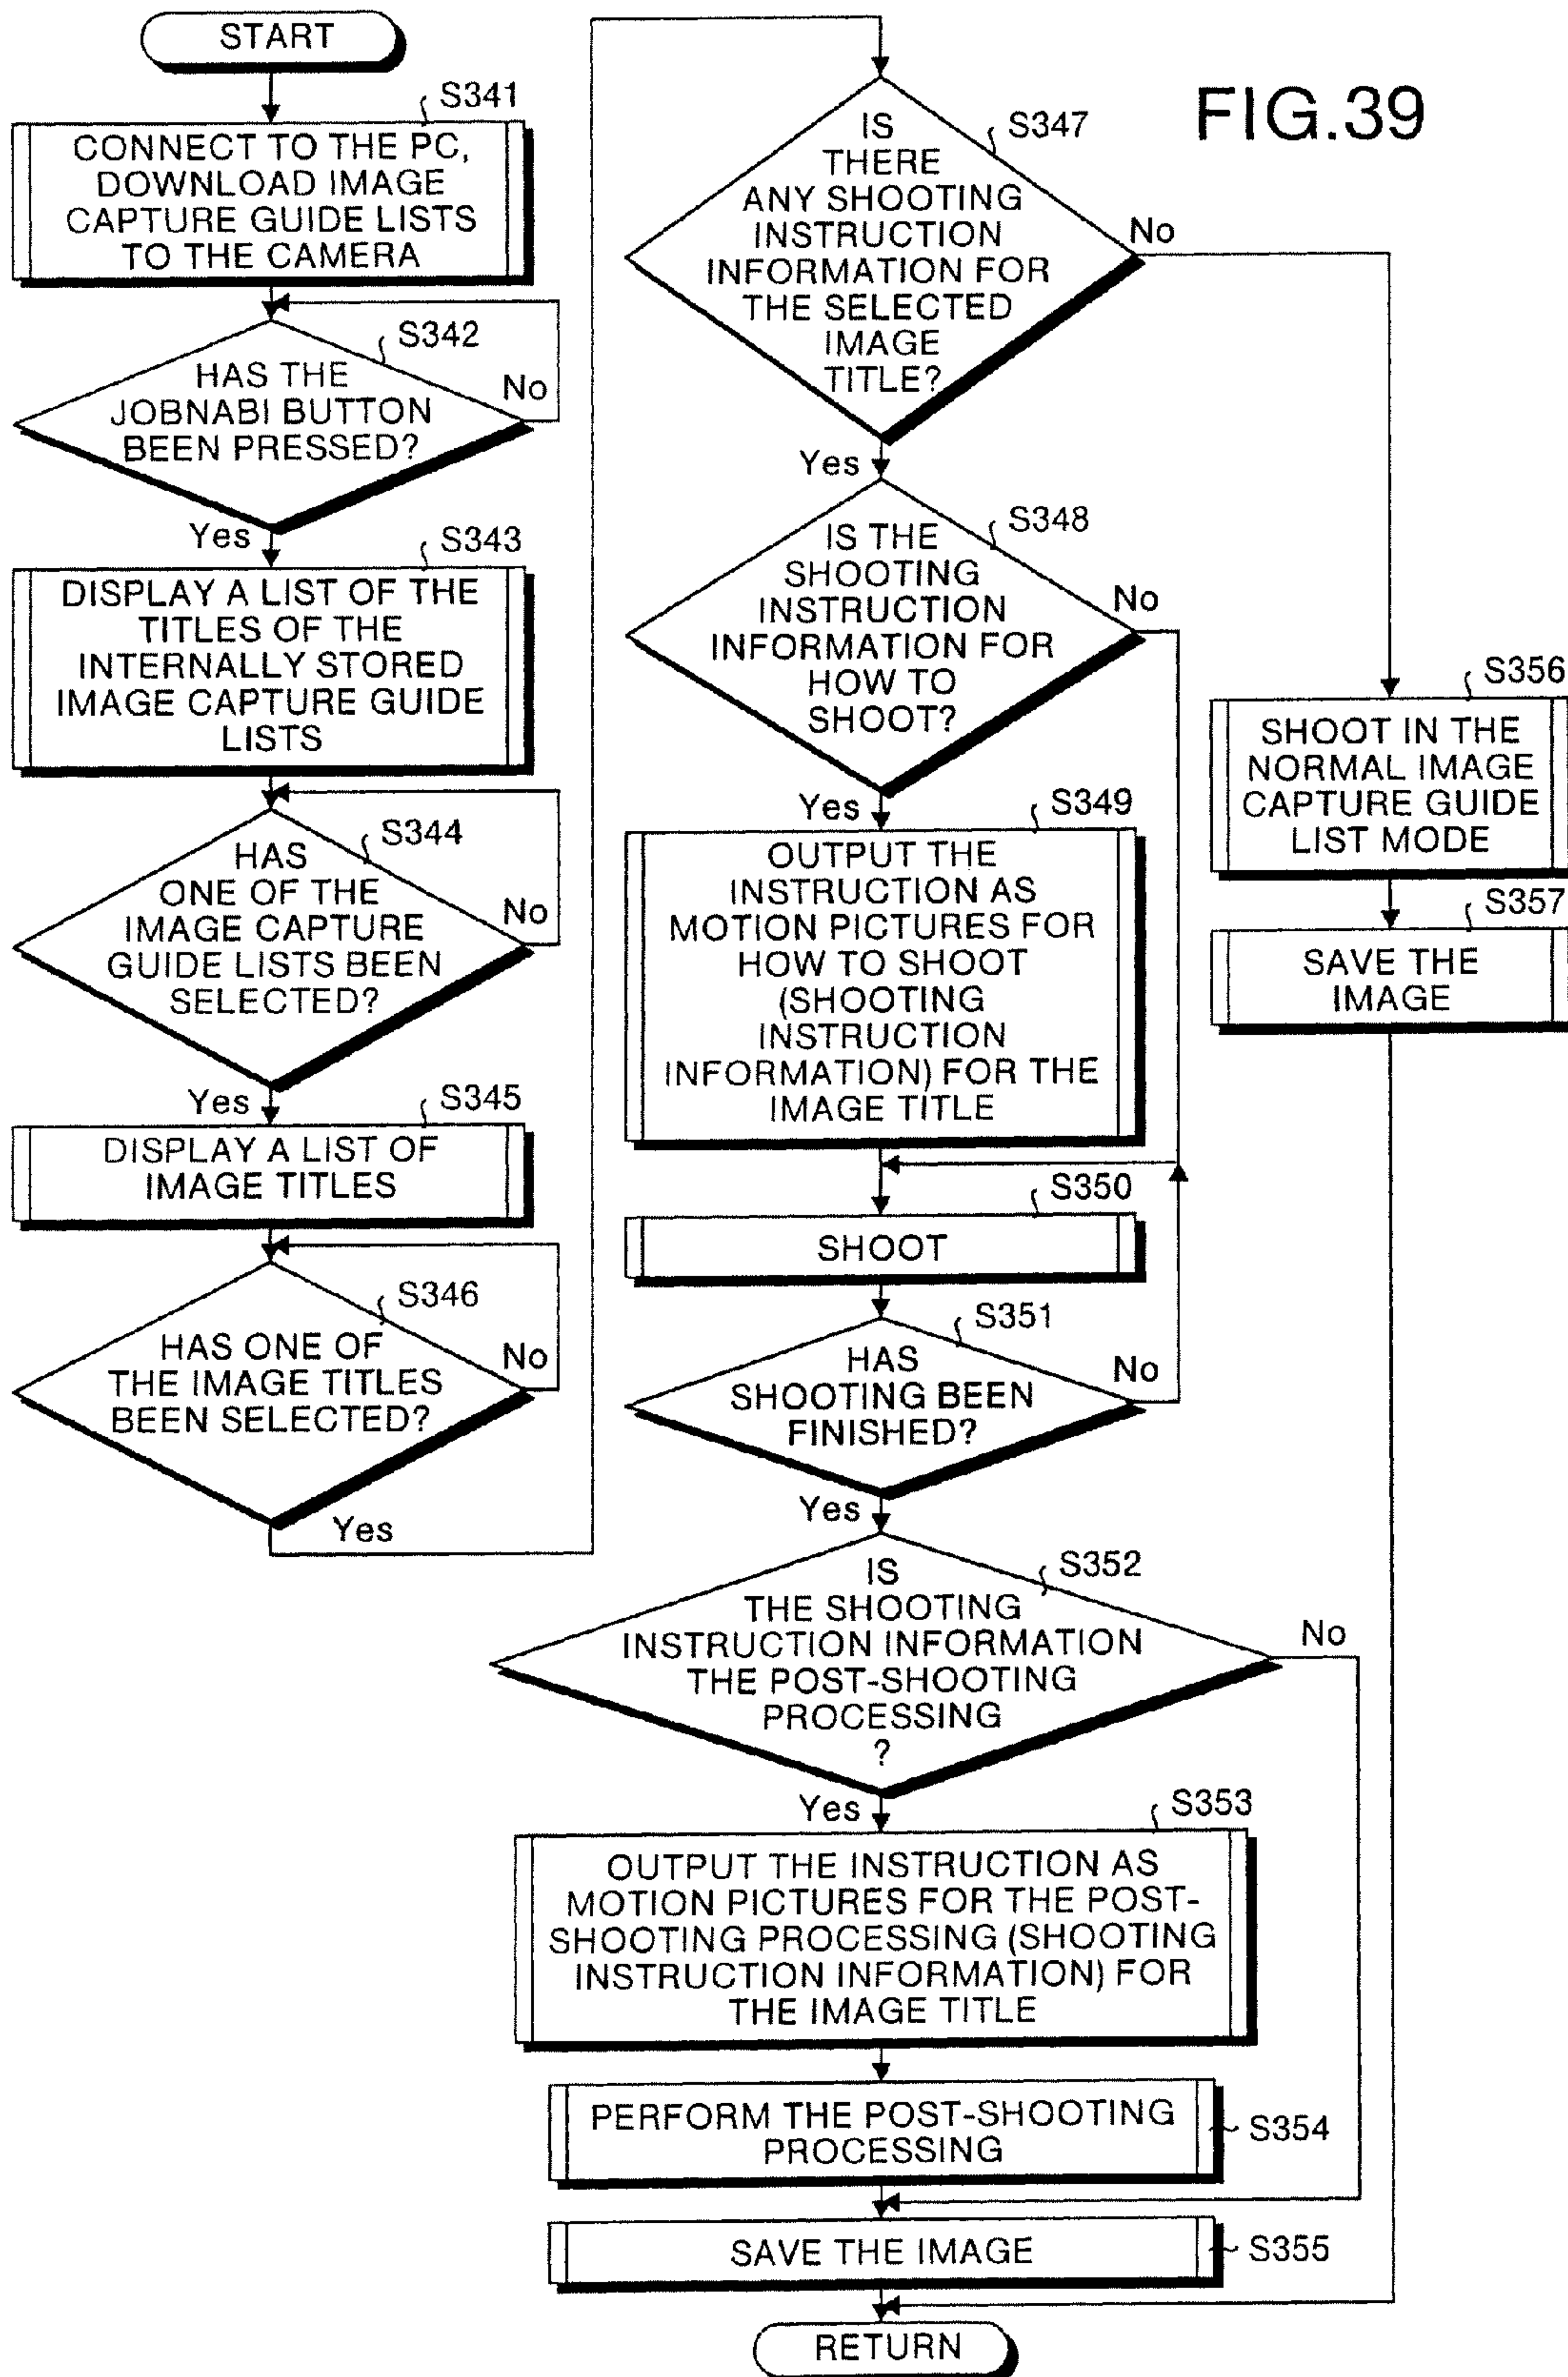 FIG.39
START
S341
CONNECT TO THE PC,
DOWNLOAD IMAGE
CAPTURE GUIDE LISTS
TO THE CAMERA
S342
HAS THE
JOBNABI BUTTON
BEEN PRESSED?
No
Yes
S343
DISPLAY A LIST OF THE
TITLES OF THE
INTERNALLY STORED
IMAGE CAPTURE GUIDE
LISTS
S344
HAS
ONE OF THE
IMAGE CAPTURE
GUIDE LISTS BEEN
SELECTED?
No
Yes
S345
DISPLAY A LIST OF
IMAGE TITLES
S346
HAS ONE OF
THE IMAGE TITLES
BEEN SELECTED?
No
Yes
S347
IS
THERE
ANY SHOOTING
INSTRUCTION
INFORMATION FOR
THE SELECTED
IMAGE
TITLE?
No
Yes
S348
IS THE
SHOOTING
INSTRUCTION
INFORMATION FOR
HOW TO
SHOOT?
No
Yes
S349
OUTPUT THE
INSTRUCTION AS
MOTION PICTURES FOR
HOW TO SHOOT
(SHOOTING
INSTRUCTION
INFORMATION) FOR THE
IMAGE TITLE
S350
SHOOT
S351
HAS
SHOOTING BEEN
FINISHED?
No
Yes
S352
IS
THE SHOOTING
INSTRUCTION INFORMATION
THE POST-SHOOTING
PROCESSING
?
No
Yes
S353
OUTPUT THE INSTRUCTION AS
MOTION PICTURES FOR THE POST-
SHOOTING PROCESSING (SHOOTING
INSTRUCTION INFORMATION) FOR
THE IMAGE TITLE
PERFORM THE POST-SHOOTING
PROCESSING
S354
SAVE THE IMAGE
S355
S356
SHOOT IN THE
NORMAL IMAGE
CAPTURE GUIDE
LIST MODE
S357
SAVE THE
IMAGE
RETURN